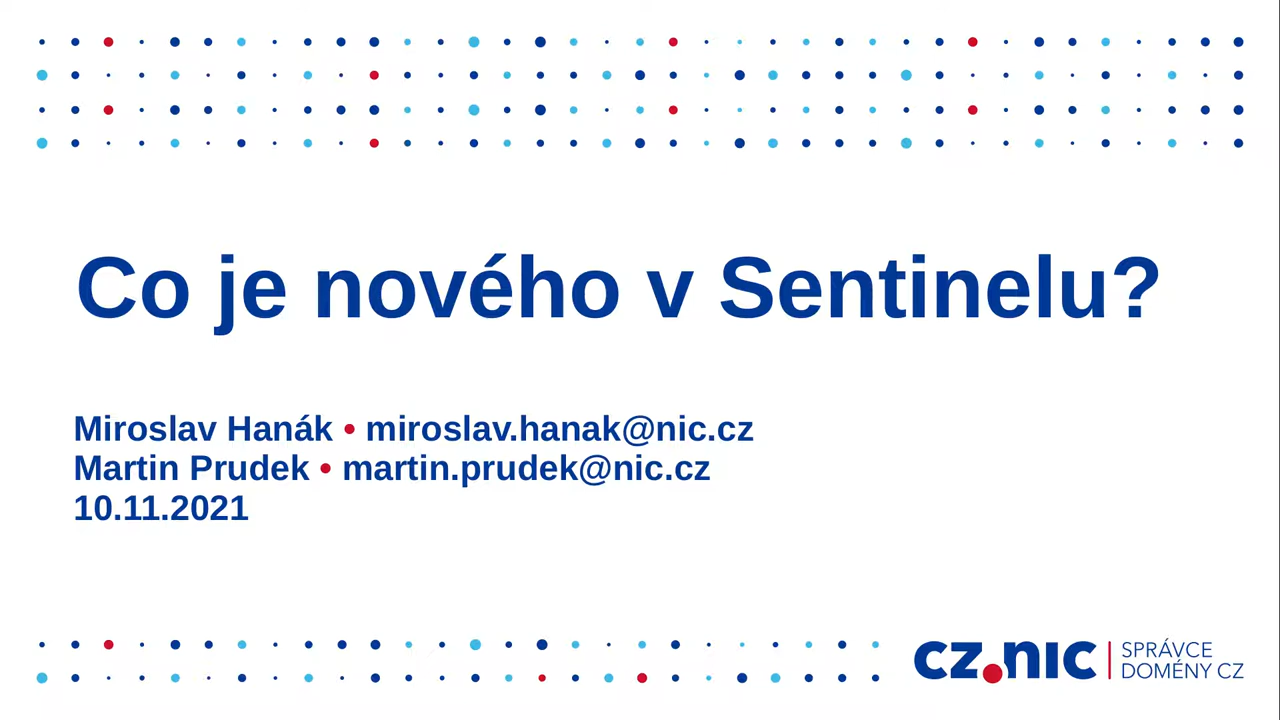 Co je nového v Sentinelu?
Miroslav Hanák • miroslav.hanak@nic.cz
Martin Prudek • martin.prudek@nic.cz
10.11.2021
CZ.NIC
SPRÁVCE
DOMÉNY CZ